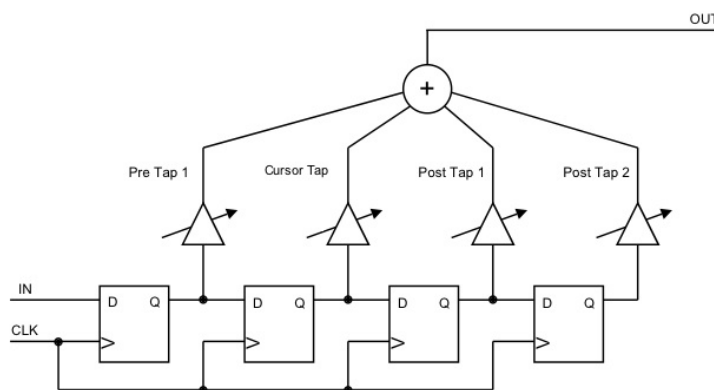 OUT
+
Pre Tap 1
Cursor Tap
Post Tap 1
Post Tap 2
IN
D Q
D Q
D Q
D Q
CLK